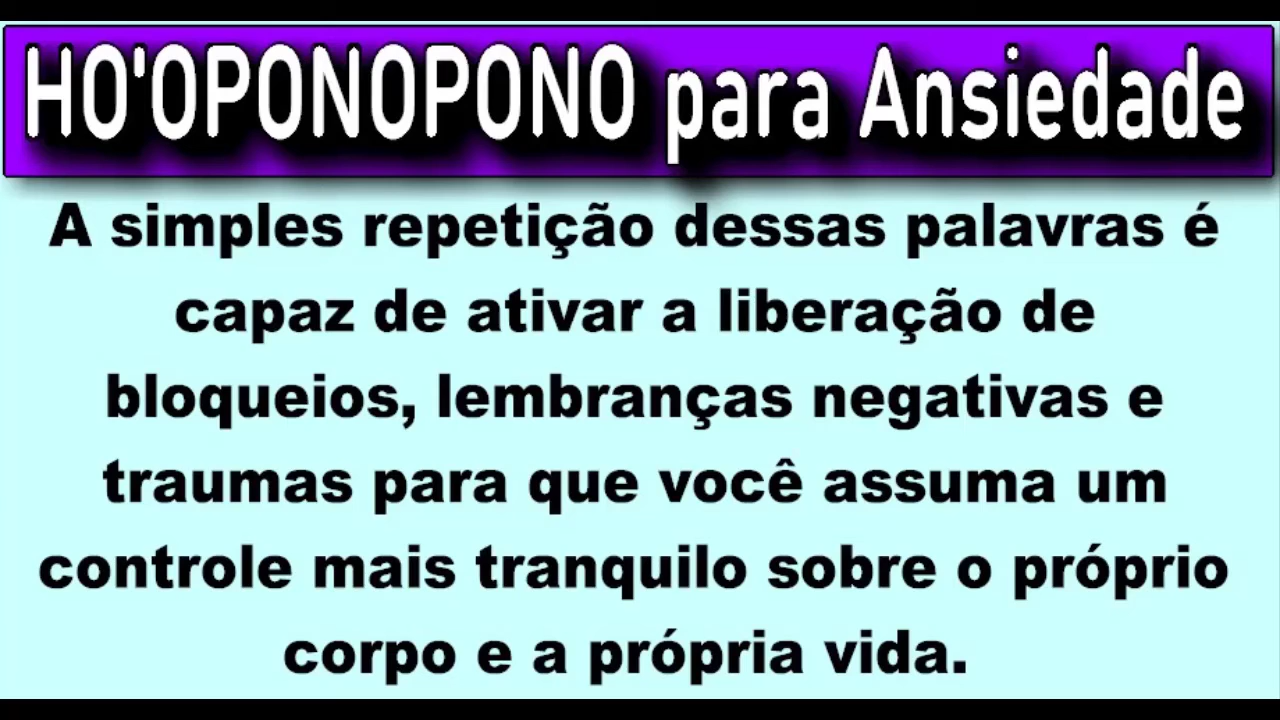 HO'OPONOPONO para Ansiedade
A simples repetição dessas palavras é
capaz de ativar a liberação de
bloqueios, lembranças negativas e
traumas para que você assuma um
controle mais tranquilo sobre o próprio
corpo e a própria vida.